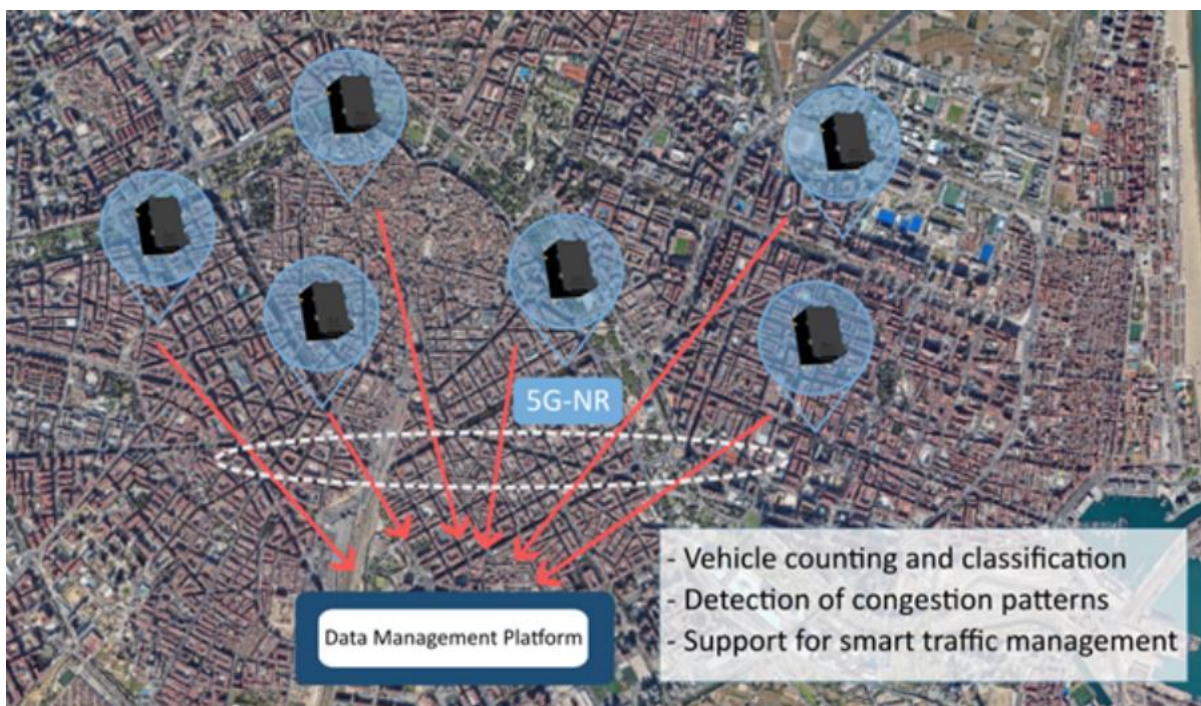 5G-NR
Data Management Platform
- Vehicle counting and classification
- Detection of congestion patterns
- Support for smart traffic management